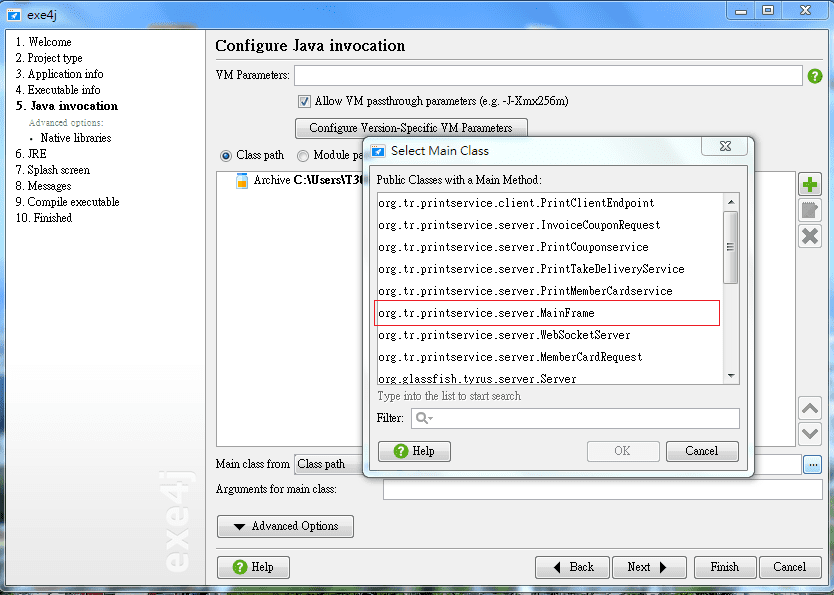 exe4j
1. Welcome
2. Project type
3. Application info
4. Executable info
5. Java invocation
Advanced options:
• Native libraries
6. JRE
7. Splash screen
8. Messages
9. Compile executable
10. Finished
exe4j
Configure Java invocation
VM Parameters:
Allow VM passthrough parameters (e.g. -J-Xmx256m)
Configure Version-Specific VM Parameters
Class path
Module
Archive C:\Users\T30
Select Main Class
Public Classes with a Main Method:
org.tr.printservice.client.PrintClientEndpoint
org.tr.printservice.server.InvoiceCouponRequest
org.tr.printservice.server.PrintCouponservice
org.tr.printservice.server.PrintTakeDeliveryService
org.tr.printservice.server.PrintMemberCardservice
org.tr.printservice.server.MainFrame
org.tr.printservice.server.WebSocketServer
org.tr.printservice.server.MemberCardRequest
org.glassfish.tyrus.server.Server
Type into the list to start search
Filter:
Help OK Cancel
Main class from Class path ...
Arguments for main class:
Advanced Options
Help Back Next Finish Cancel